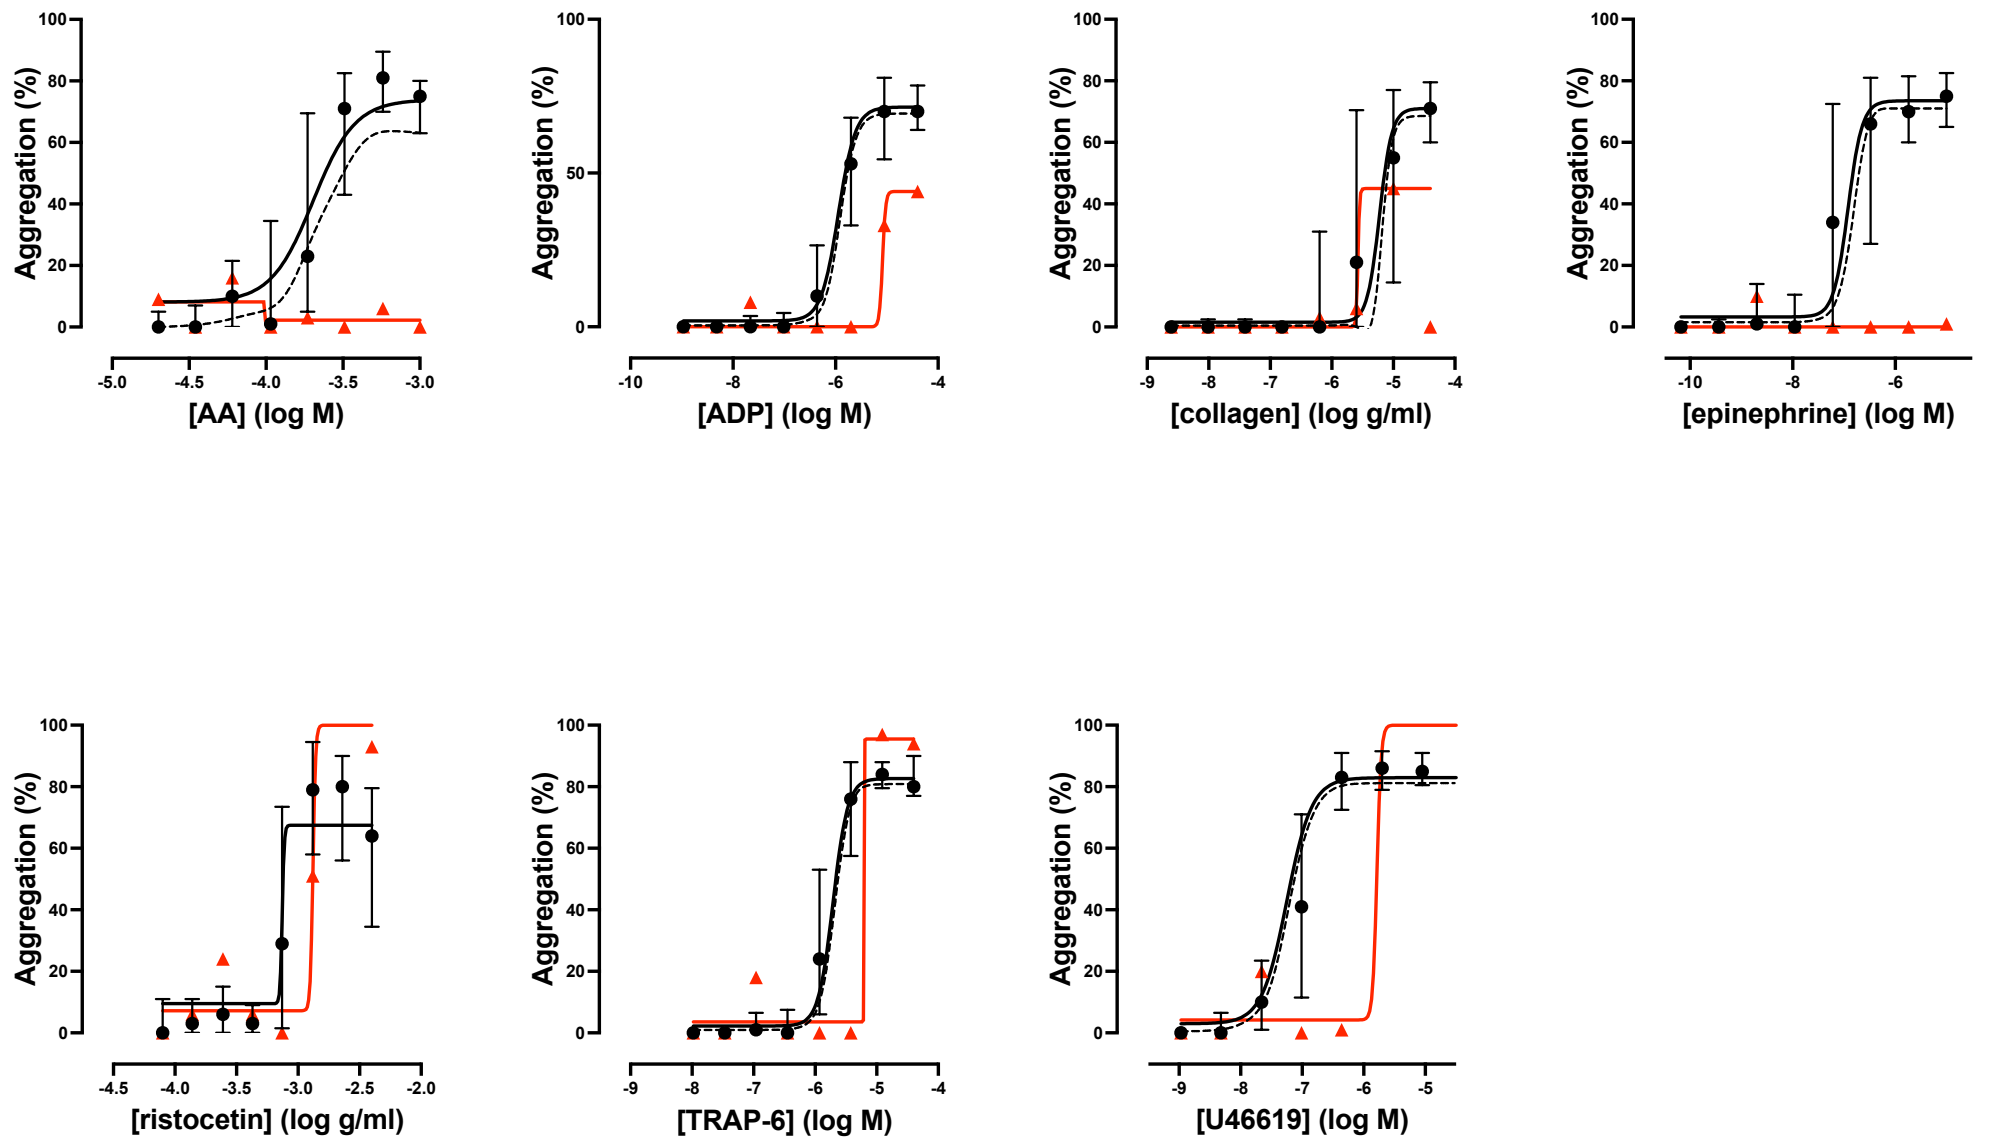 Aggregation (%)
100
80
60
40
20
0
-5.0 -4.5 -4.0 -3.5 -3.0
[AA] (log M)
Aggregation (%)
100
50
0
-10 -8 -6 -4
[ADP] (log M)
Aggregation (%)
100
80
60
40
20
0
-9 -8 -7 -6 -5 -4
[collagen] (log g/ml)
Aggregation (%)
100
80
60
40
20
0
-10 -8 -6
[epinephrine] (log M)
Aggregation (%)
100
80
60
40
20
0
-4.5 -4.0 -3.5 -3.0 -2.5 -2.0
[ristocetin] (log g/ml)
Aggregation (%)
100
80
60
40
20
0
-9 -8 -7 -6 -5 -4
[TRAP-6] (log M)
Aggregation (%)
100
80
60
40
20
0
-9 -8 -7 -6 -5
[U46619] (log M)